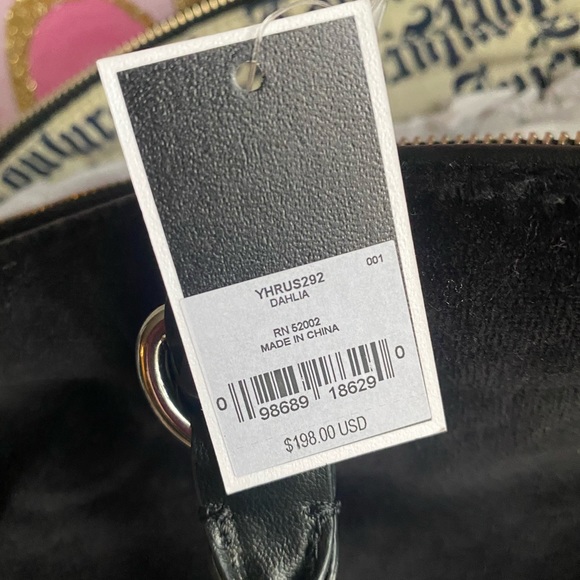 001
YHRUS292
DAHLIA
RN 52002
MADE IN CHINA
0 98689 18629 0
$198.00 USD